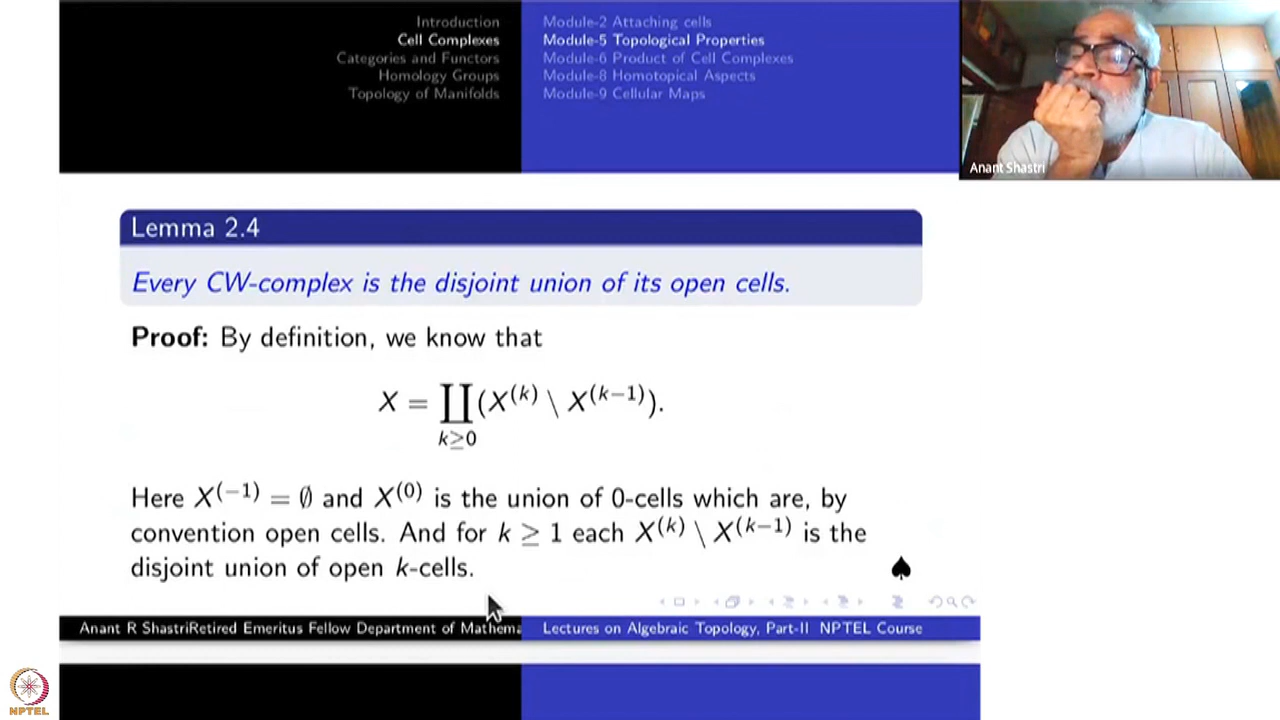 Introduction
Cell Complexes
Categories and Functors
Homology Groups
Topology of Manifolds
Module-2 Attaching cells
Module-5 Topological Properties
Module-6 Product of Cell Complexes
Module-8 Homotopical Aspects
Module-9 Cellular Maps
Anant Shastri
Lemma 2.4
Every CW-complex is the disjoint union of its open cells.
Proof: By definition, we know that
X = ∐_{k≥0} (X^{(k)} \ X^{(k−1)}).
Here X^{(−1)} = ∅ and X^{(0)} is the union of 0-cells which are, by
convention open cells. And for k ≥ 1 each X^{(k)} \ X^{(k−1)} is the
disjoint union of open k-cells. ♠
Anant R ShastriRetired Emeritus Fellow Department of Mathema
Lectures on Algebraic Topology, Part-II NPTEL Course
NPTEL